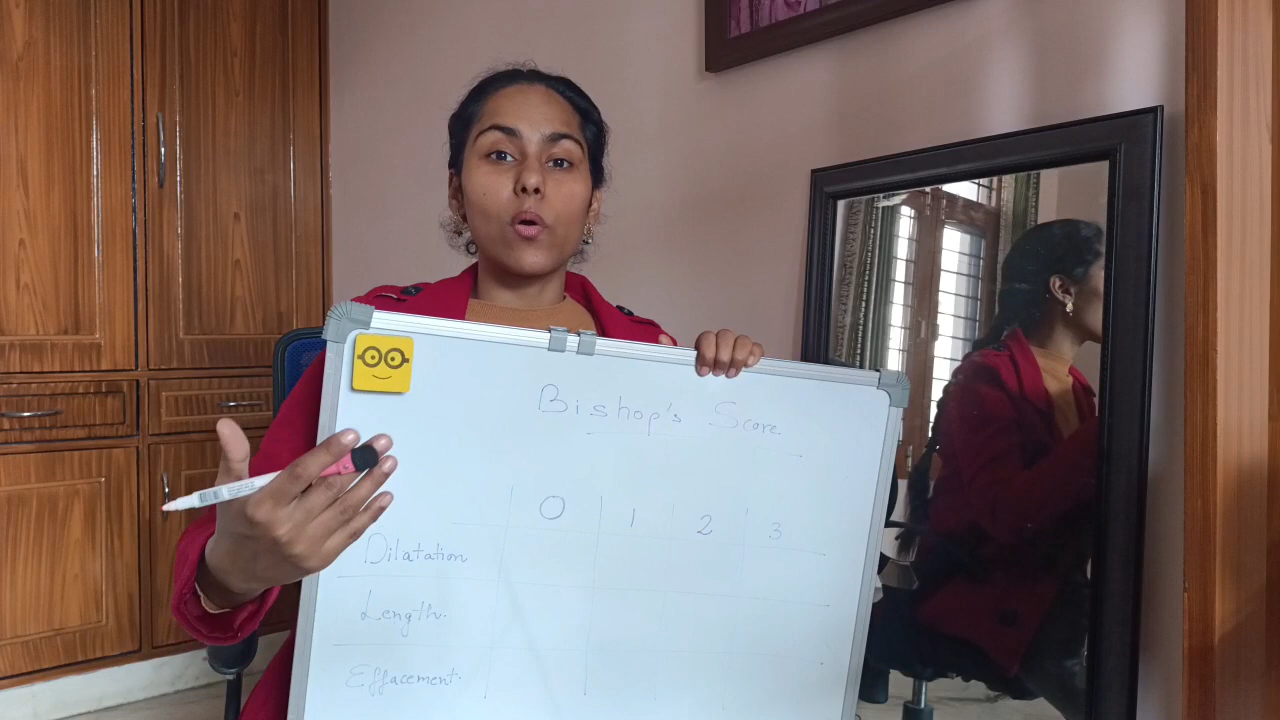 Bishop's Score
0 1 2 3
Dilatation
Length.
Effacement.